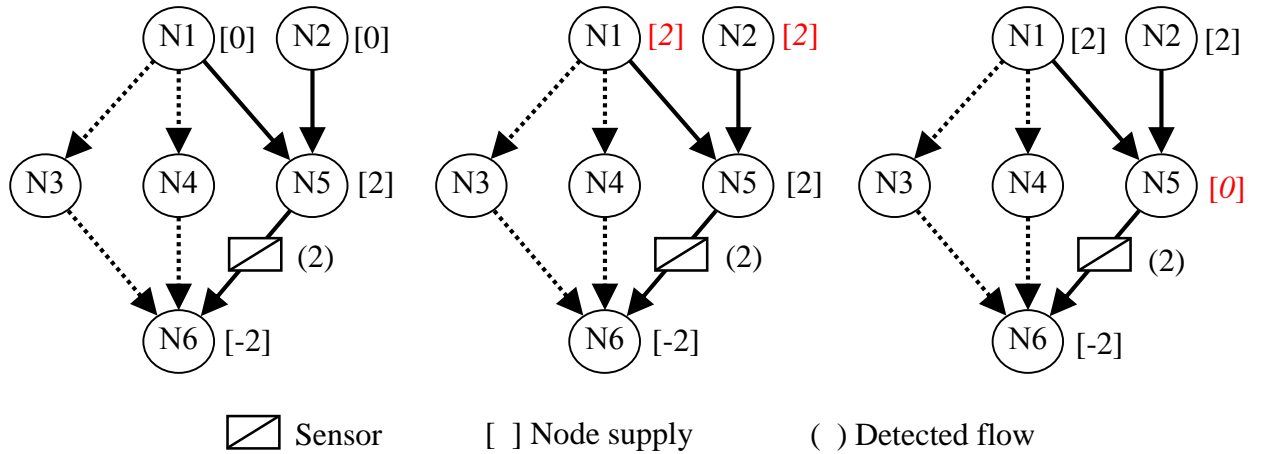 N1 [0] N2 [0] N1 [2] N2 [2] N1 [2] N2 [2]
N3 N4 N5 [2] N3 N4 N5 [2] N3 N4 N5 [0]
(2) (2) (2)
N6 [-2] N6 [-2] N6 [-2]
Sensor [ ] Node supply ( ) Detected flow